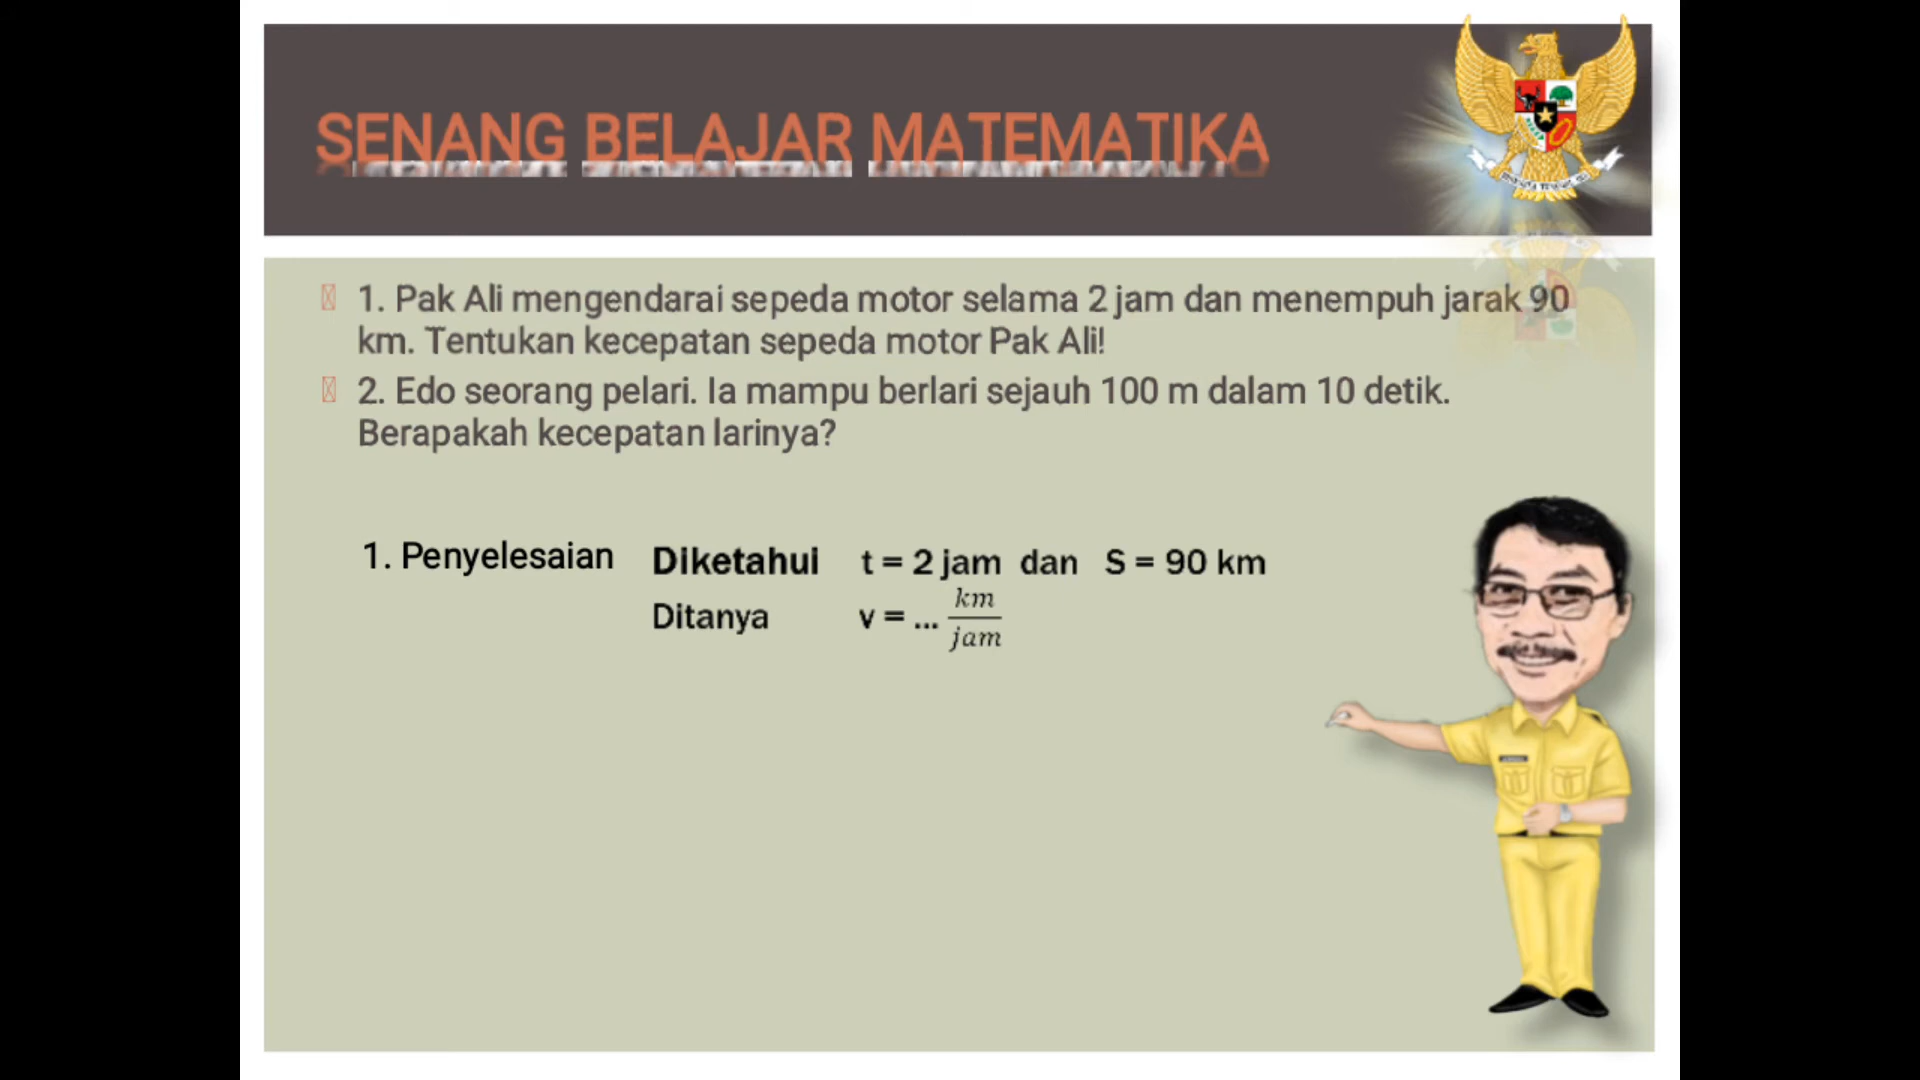 SENANG BELAJAR MATEMATIKA
1. Pak Ali mengendarai sepeda motor selama 2 jam dan menempuh jarak 90
km. Tentukan kecepatan sepeda motor Pak Ali!
2. Edo seorang pelari. Ia mampu berlari sejauh 100 m dalam 10 detik.
Berapakah kecepatan larinya?
1. Penyelesaian Diketahui t = 2 jam dan S = 90 km
Ditanya v = ... km/jam